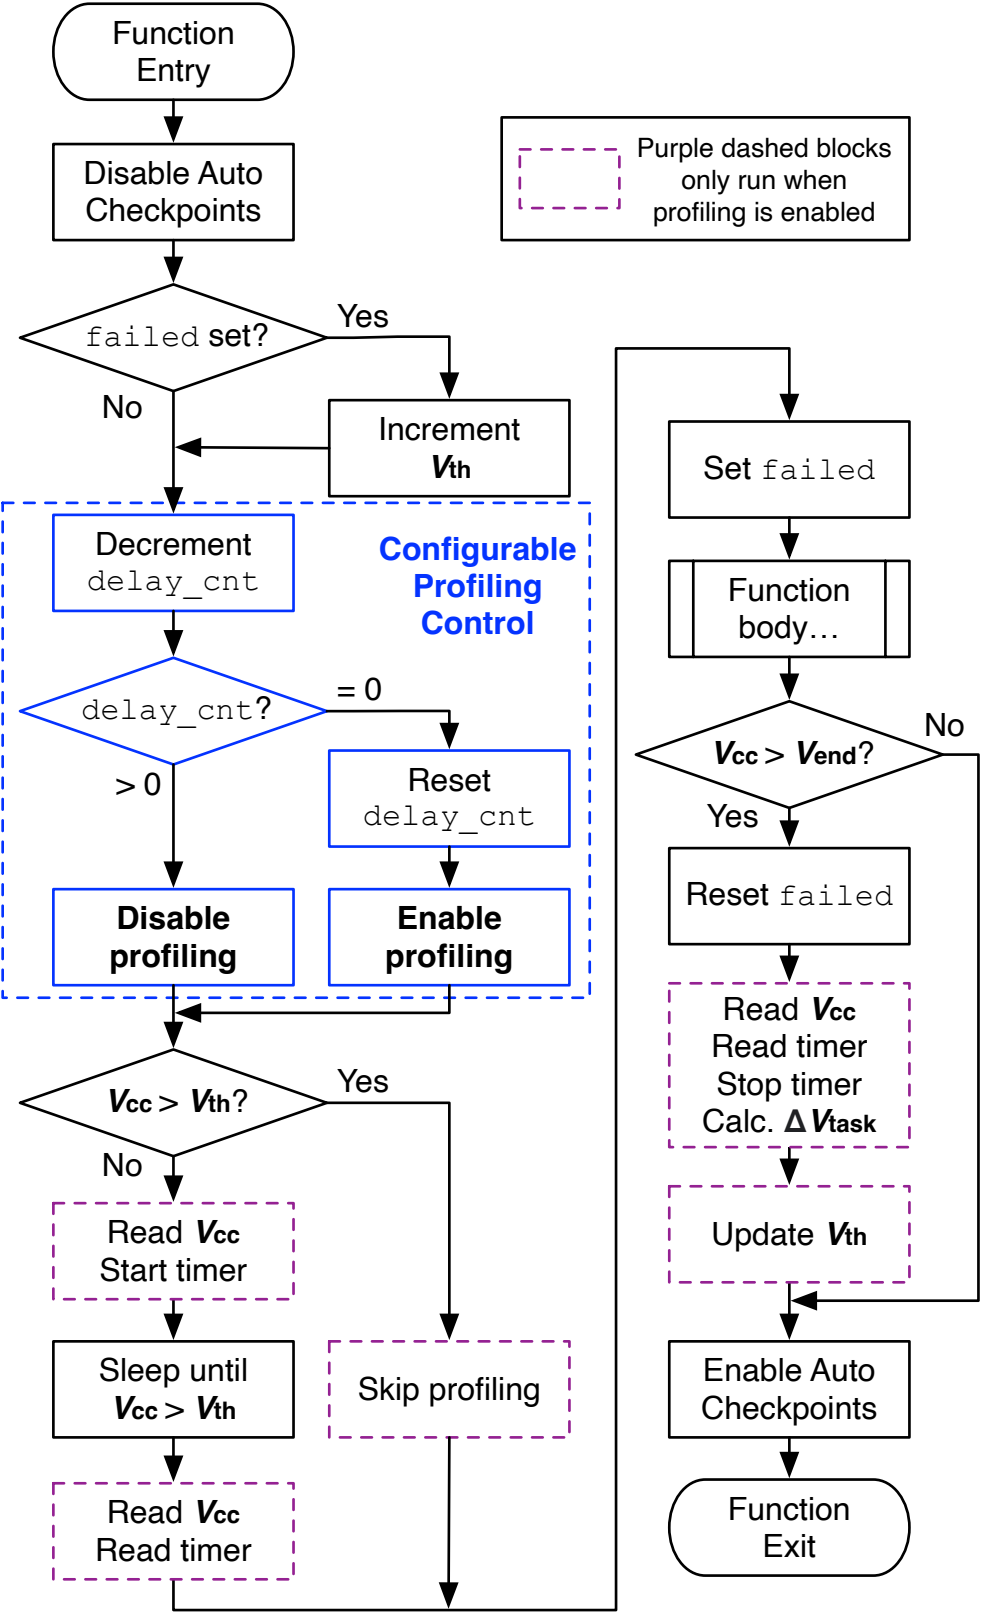 Function
Entry
Disable Auto
Checkpoints
failed set?
Yes
No
Increment
Vth
Configurable
Profiling
Control
Decrement
delay_cnt
delay_cnt?
= 0
> 0
Reset
delay_cnt
Disable
profiling
Enable
profiling
Vcc > Vth?
Yes
No
Read Vcc
Start timer
Sleep until
Vcc > Vth
Skip profiling
Read Vcc
Read timer
Purple dashed blocks
only run when
profiling is enabled
Set failed
Function
body…
Vcc > Vend?
No
Yes
Reset failed
Read Vcc
Read timer
Stop timer
Calc. ΔVtask
Update Vth
Enable Auto
Checkpoints
Function
Exit